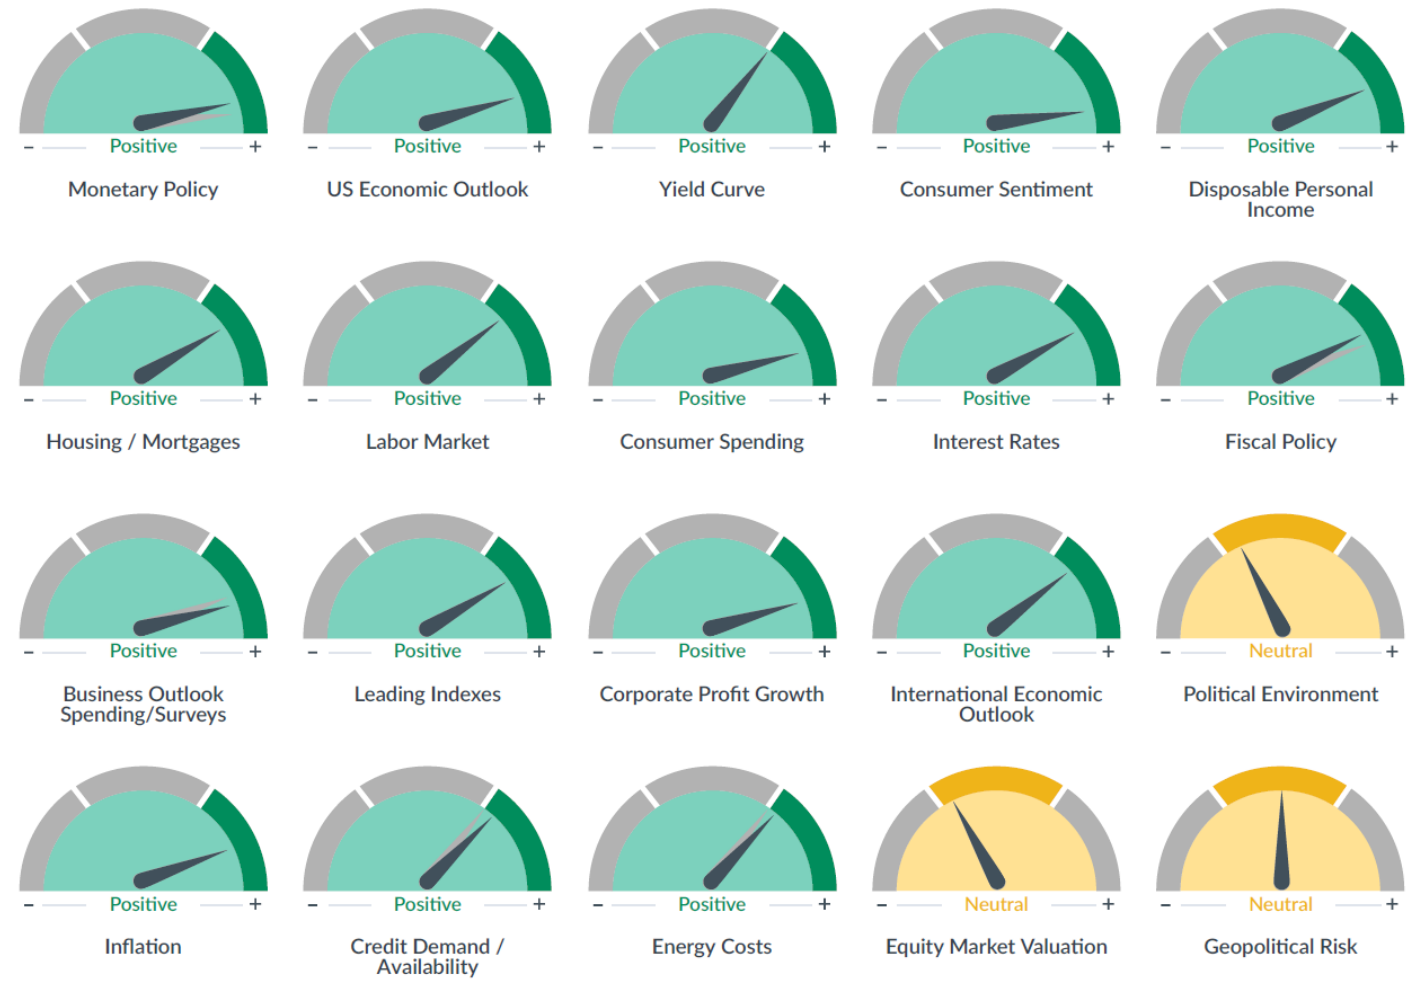 - Positive +
- Positive +
- Positive +
- Positive +
- Positive +
Monetary Policy
US Economic Outlook
Yield Curve
Consumer Sentiment
Disposable Personal
Income
- Positive +
- Positive +
- Positive +
- Positive +
- Positive +
Housing / Mortgages
Labor Market
Consumer Spending
Interest Rates
Fiscal Policy
- Positive +
- Positive +
- Positive +
- Positive +
- Neutral +
Business Outlook
Spending/Surveys
Leading Indexes
Corporate Profit Growth
International Economic
Outlook
Political Environment
- Positive +
- Positive +
- Positive +
- Neutral +
- Neutral +
Inflation
Credit Demand /
Availability
Energy Costs
Equity Market Valuation
Geopolitical Risk